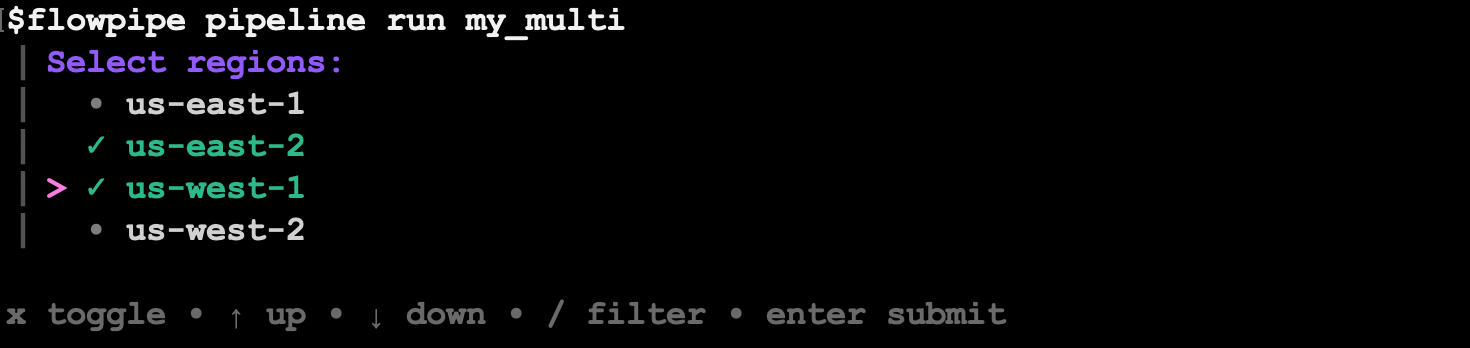 $flowpipe pipeline run my_multi
Select regions:
• us-east-1
✓ us-east-2
> ✓ us-west-1
• us-west-2
x toggle • ↑ up • ↓ down • / filter • enter submit